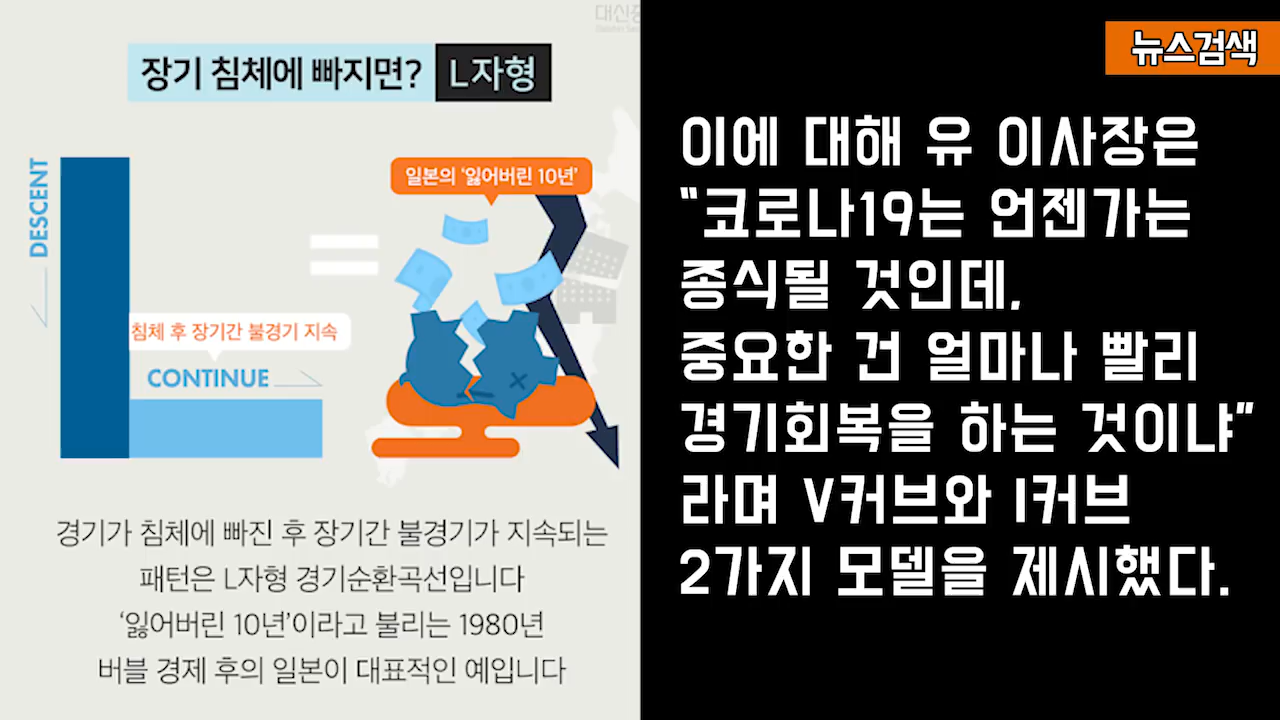 대신증
장기 침체에 빠지면? L자형
DESCENT
일본의 '잃어버린 10년'
침체 후 장기간 불경기 지속
CONTINUE
경기가 침체에 빠진 후 장기간 불경기가 지속되는
패턴은 L자형 경기순환곡선입니다
'잃어버린 10년'이라고 불리는 1980년
버블 경제 후의 일본이 대표적인 예입니다
뉴스검색
이에 대해 유 이사장은
"코로나19는 언젠가는
종식될 것인데,
중요한 건 얼마나 빨리
경기회복을 하는 것이냐"
라며 V커브와 I커브
2가지 모델을 제시했다.